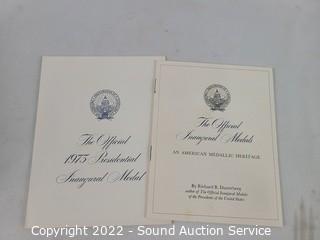 The Official
1973 Presidential
Inaugural Medal
The Official
Inaugural Medals
AN AMERICAN MEDALLIC HERITAGE
By Richard B. Dusterberg
author of The Official Inaugural Medals
of the Presidents of the United States
Copyright 2022 - Sound Auction Service